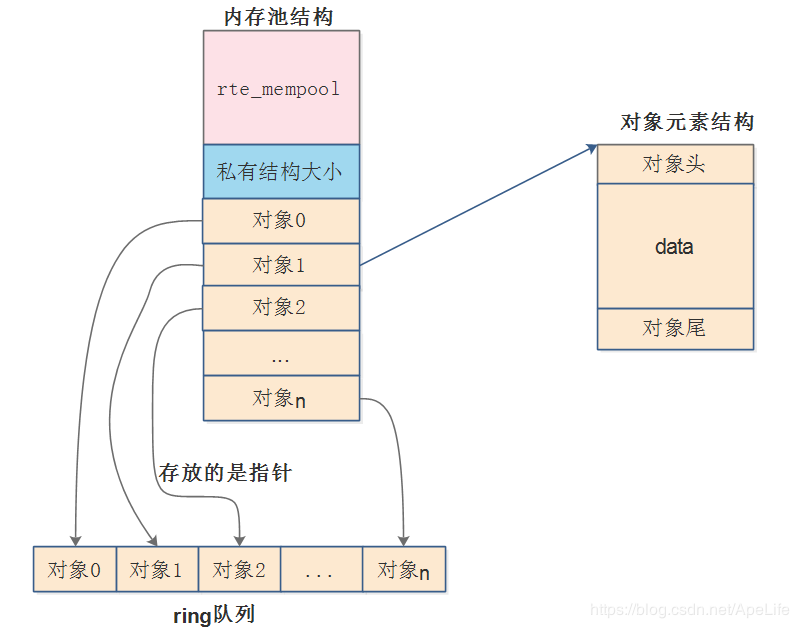 内存池结构
rte_mempool
私有结构大小
对象0
对象1
对象2
...
对象n
对象元素结构
对象头
data
对象尾
存放的是指针
对象0
对象1
对象2
...
对象n
ring队列
https://blog.csdn.net/ApeLife